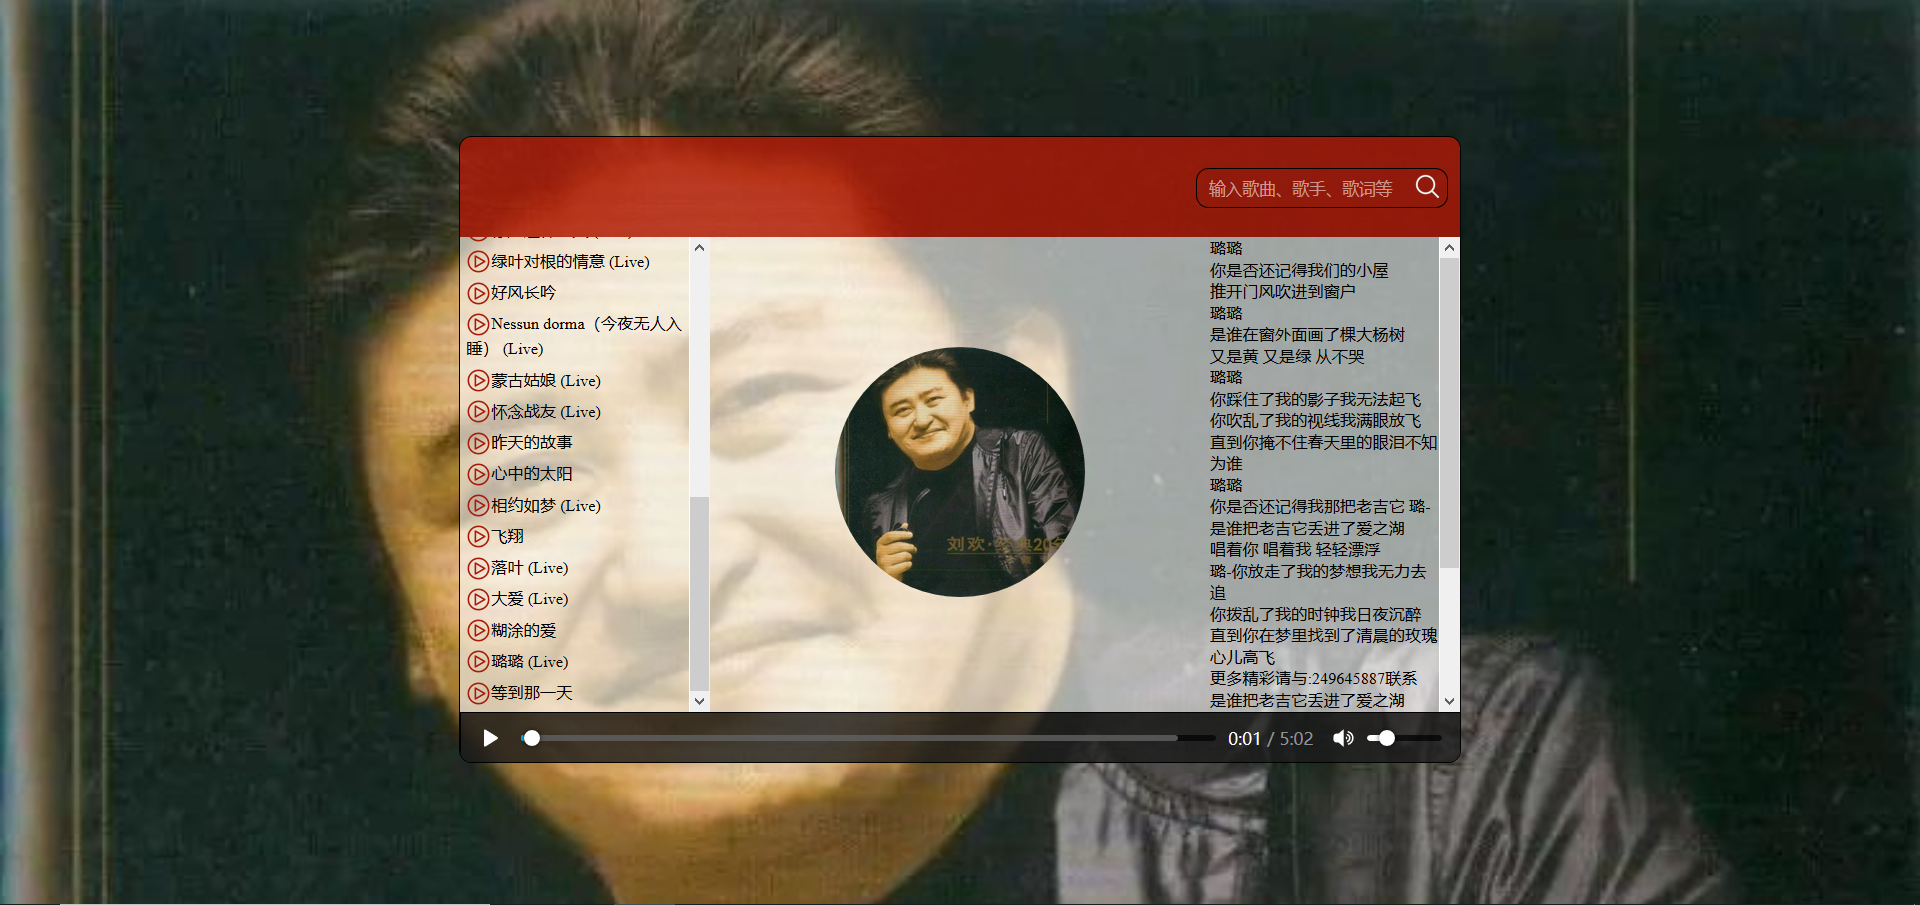 输入歌曲、歌手、歌词等
绿叶对根的情意 (Live)
好风长吟
Nessun dorma（今夜无人入
睡） (Live)
蒙古姑娘 (Live)
怀念战友 (Live)
昨天的故事
心中的太阳
相约如梦 (Live)
飞翔
落叶 (Live)
大爱 (Live)
糊涂的爱
璐璐 (Live)
等到那一天
刘欢·经典20年
璐璐
你是否还记得我们的小屋
推开门风吹进到窗户
璐璐
是谁在窗外面画了棵大杨树
又是黄 又是绿 从不哭
璐璐
你踩住了我的影子我无法起飞
你吹乱了我的视线我满眼放飞
直到你掩不住春天里的眼泪不知
为谁
璐璐
你是否还记得我那把老吉它 璐-
是谁把老吉它丢进了爱之湖
唱着你 唱着我 轻轻漂浮
璐-你放走了我的梦想我无力去
追
你拨乱了我的时钟我日夜沉醉
直到你在梦里找到了清晨的玫瑰
心儿高飞
更多精彩请与:249645887联系
是谁把老吉它丢进了爱之湖
0:01 / 5:02